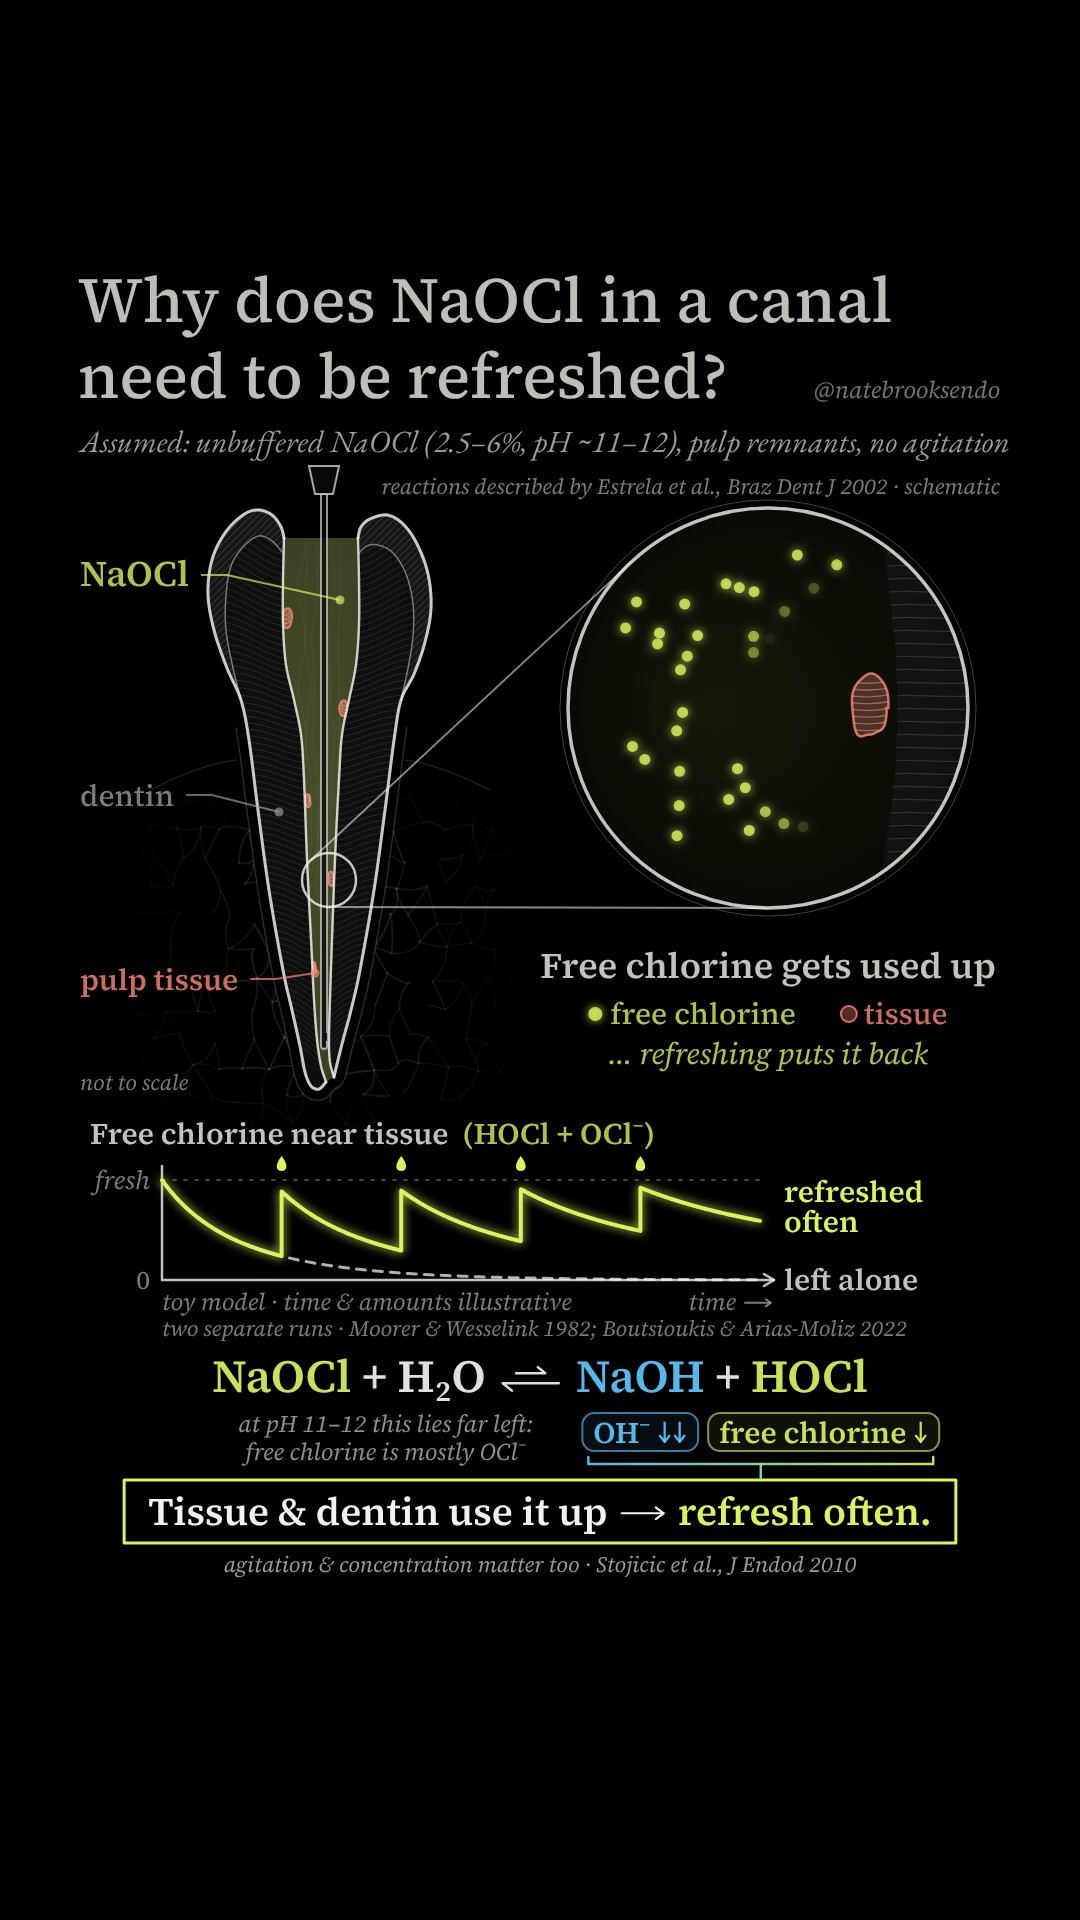 Why does NaOCl in a canal
need to be refreshed?
@natebrooksendo
Assumed: unbuffered NaOCl (2.5–6%, pH ~11–12), pulp remnants, no agitation
reactions described by Estrela et al., Braz Dent J 2002 · schematic
NaOCl
dentin
pulp tissue
not to scale
Free chlorine gets used up
free chlorine
tissue
... refreshing puts it back
Free chlorine near tissue (HOCl + OCl⁻)
fresh
refreshed
often
0
left alone
toy model · time & amounts illustrative
time →
two separate runs · Moorer & Wesselink 1982; Boutsioukis & Arias-Moliz 2022
NaOCl + H₂O ⇌ NaOH + HOCl
at pH 11–12 this lies far left:
free chlorine is mostly OCl⁻
OH⁻ ↓↓
free chlorine ↓
Tissue & dentin use it up → refresh often.
agitation & concentration matter too · Stojicic et al., J Endod 2010